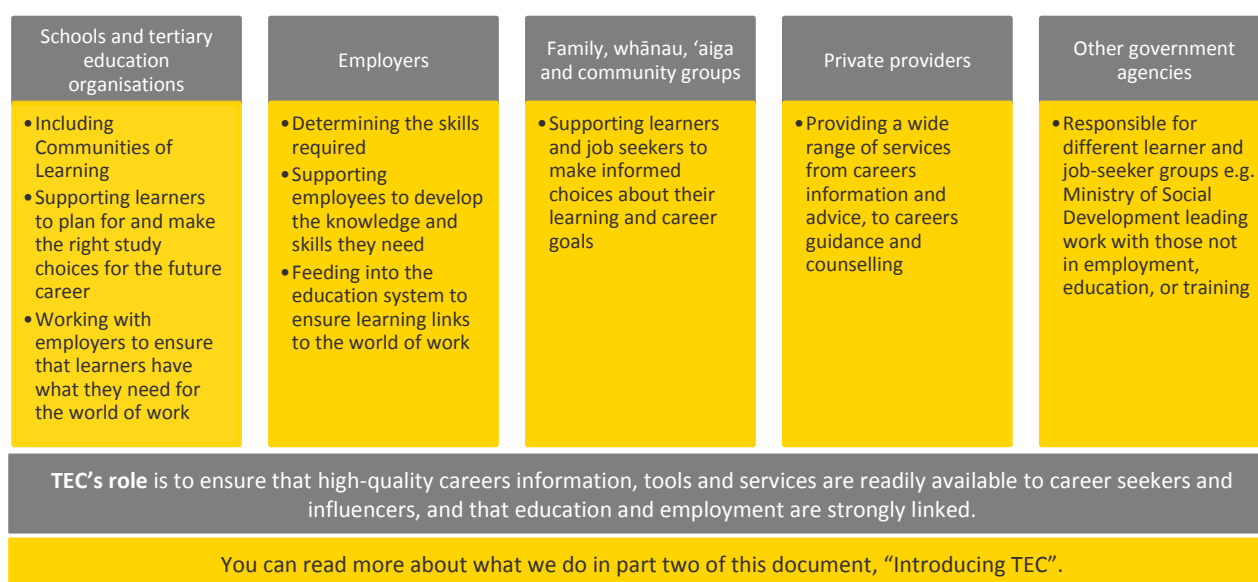 Schools and tertiary
education
organisations
• Including
Communities of
Learning
• Supporting learners
to plan for and make
the right study
choices for the future
career
• Working with
employers to ensure
that learners have
what they need for
the world of work
Employers
• Determining the skills
required
• Supporting
employees to develop
the knowledge and
skills they need
• Feeding into the
education system to
ensure learning links
to the world of work
Family, whānau, ‘aiga
and community groups
• Supporting learners
and job seekers to
make informed
choices about their
learning and career
goals
Private providers
• Providing a wide
range of services
from careers
information and
advice, to careers
guidance and
counselling
Other government
agencies
• Responsible for
different learner and
job-seeker groups e.g.
Ministry of Social
Development leading
work with those not
in employment,
education, or training
TEC’s role is to ensure that high-quality careers information, tools and services are readily available to career seekers and
influencers, and that education and employment are strongly linked.
You can read more about what we do in part two of this document, “Introducing TEC”.